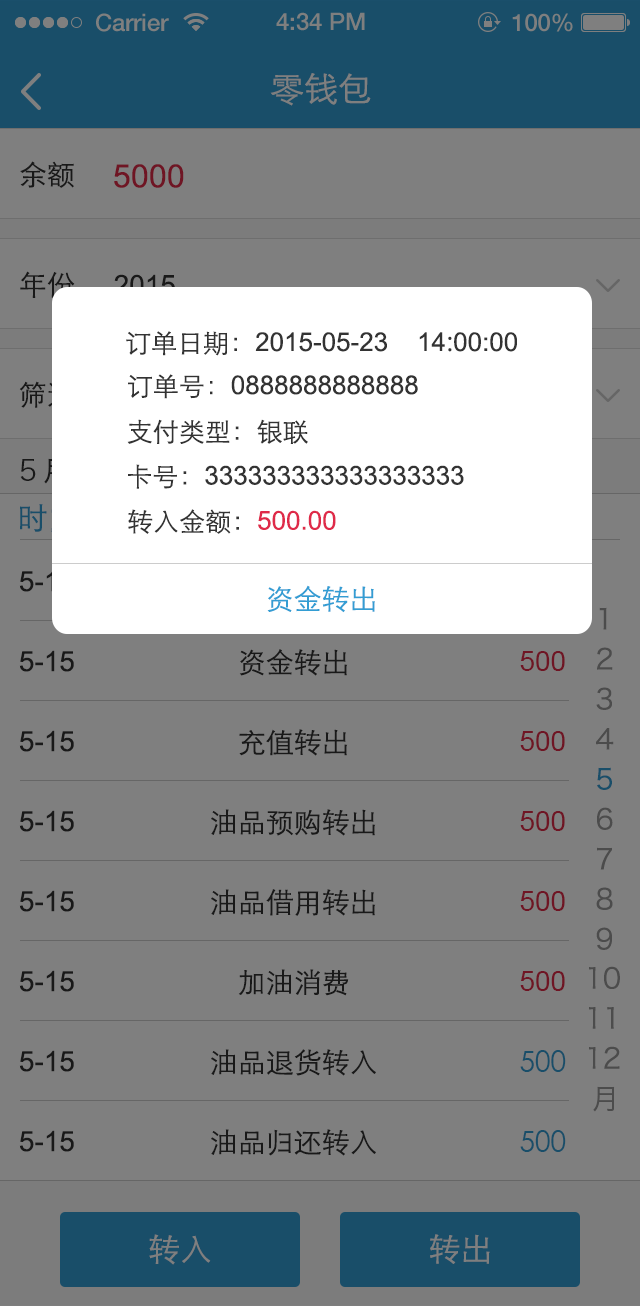 Carrier 4:34 PM 100%
零钱包
余额 5000
年份 2015
订单日期：2015-05-23 14:00:00
订单号：0888888888888
支付类型：银联
卡号：333333333333333333
转入金额：500.00
资金转出
5
时
5-1
1
5-15 资金转出 500
2
3
5-15 充值转出 500
4
5
5-15 油品预购转出 500
6
7
5-15 油品借用转出 500
8
9
5-15 加油消费 500
10
11
5-15 油品退货转入 500
12
月
5-15 油品归还转入 500
转入 转出